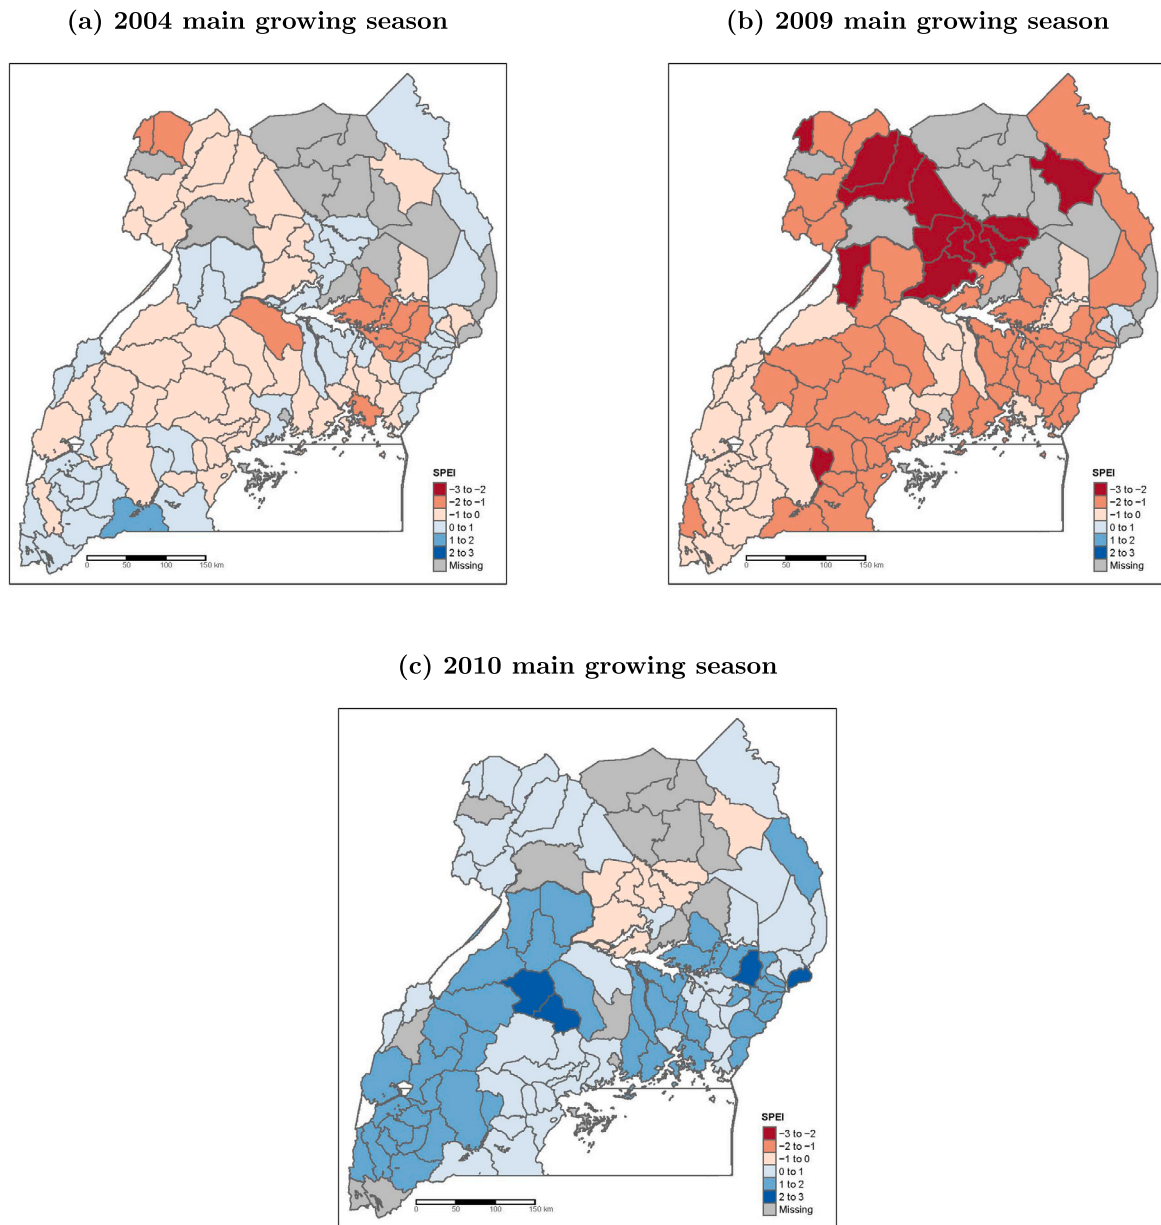 (a) 2004 main growing season
(b) 2009 main growing season
SPEI
−3 to −2
−2 to −1
−1 to 0
0 to 1
1 to 2
2 to 3
Missing
0 50 100 150 km
SPEI
−3 to −2
−2 to −1
−1 to 0
0 to 1
1 to 2
2 to 3
Missing
0 50 100 150 km
(c) 2010 main growing season
SPEI
−3 to −2
−2 to −1
−1 to 0
0 to 1
1 to 2
2 to 3
Missing
0 50 100 150 km